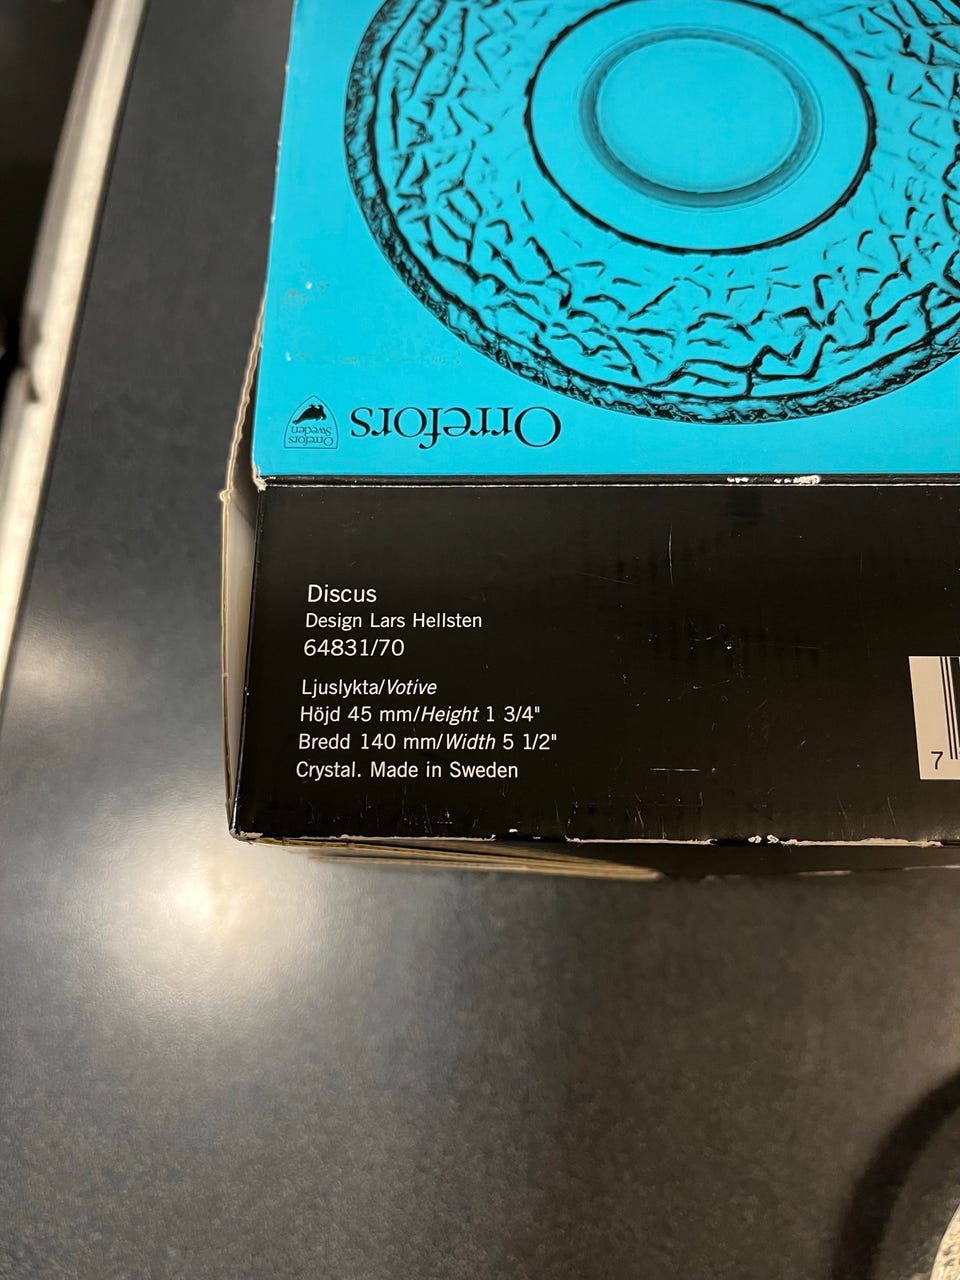 Orrefors
Orrefors
Sweden
Discus
Design Lars Hellsten
64831/70
Ljuslykta/Votive
Höjd 45 mm/Height 1 3/4"
Bredd 140 mm/Width 5 1/2"
Crystal. Made in Sweden
7